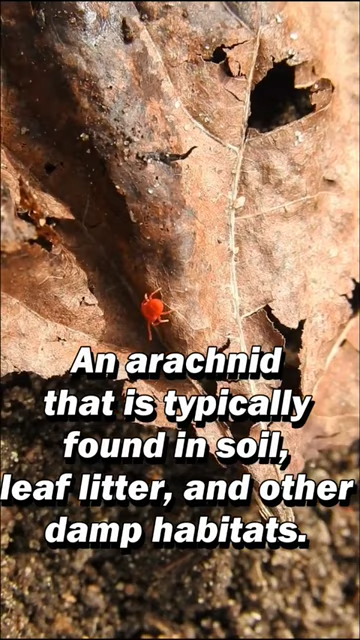 An arachnid
that is typically
found in soil,
leaf litter, and other
damp habitats.